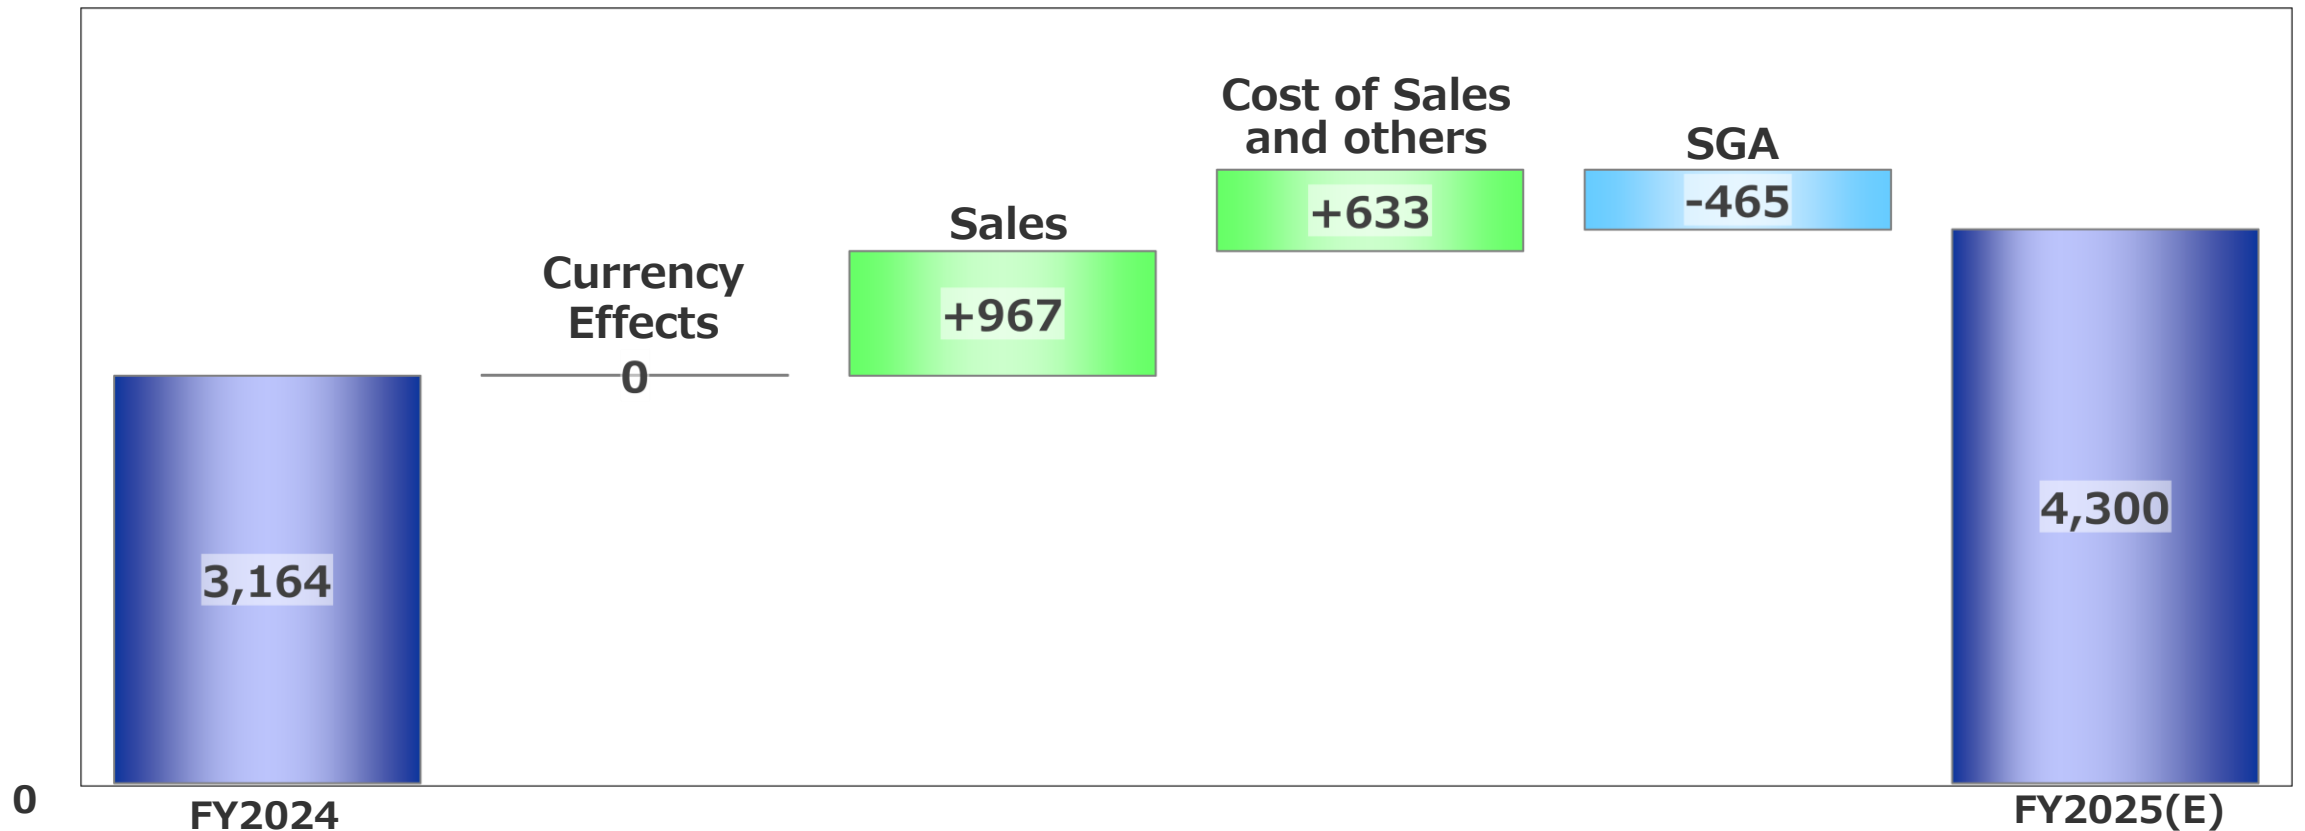 Cost of Sales
and others
+633
SGA
-465
Sales
+967
Currency
Effects
0
3,164
4,300
0
FY2024
FY2025(E)